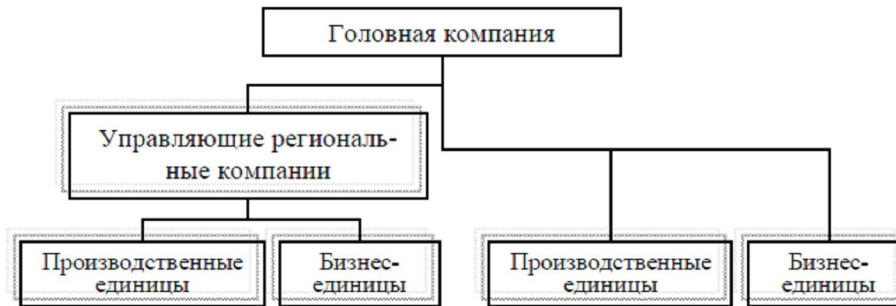 Головная компания
Управляющие региональ-
ные компании
Производственные
единицы
Бизнес-
единицы
Производственные
единицы
Бизнес-
единицы